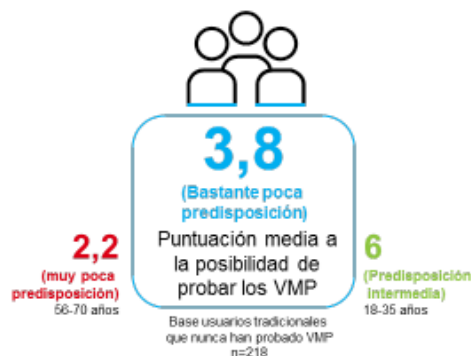 3,8
(Bastante poca
predisposición)
Puntuación media a
la posibilidad de
probar los VMP
2,2
(muy poca
predisposición)
56-70 años
6
(Predisposición
Intermedia)
18-35 años
Base usuarios tradicionales
que nunca han probado VMP
n=218